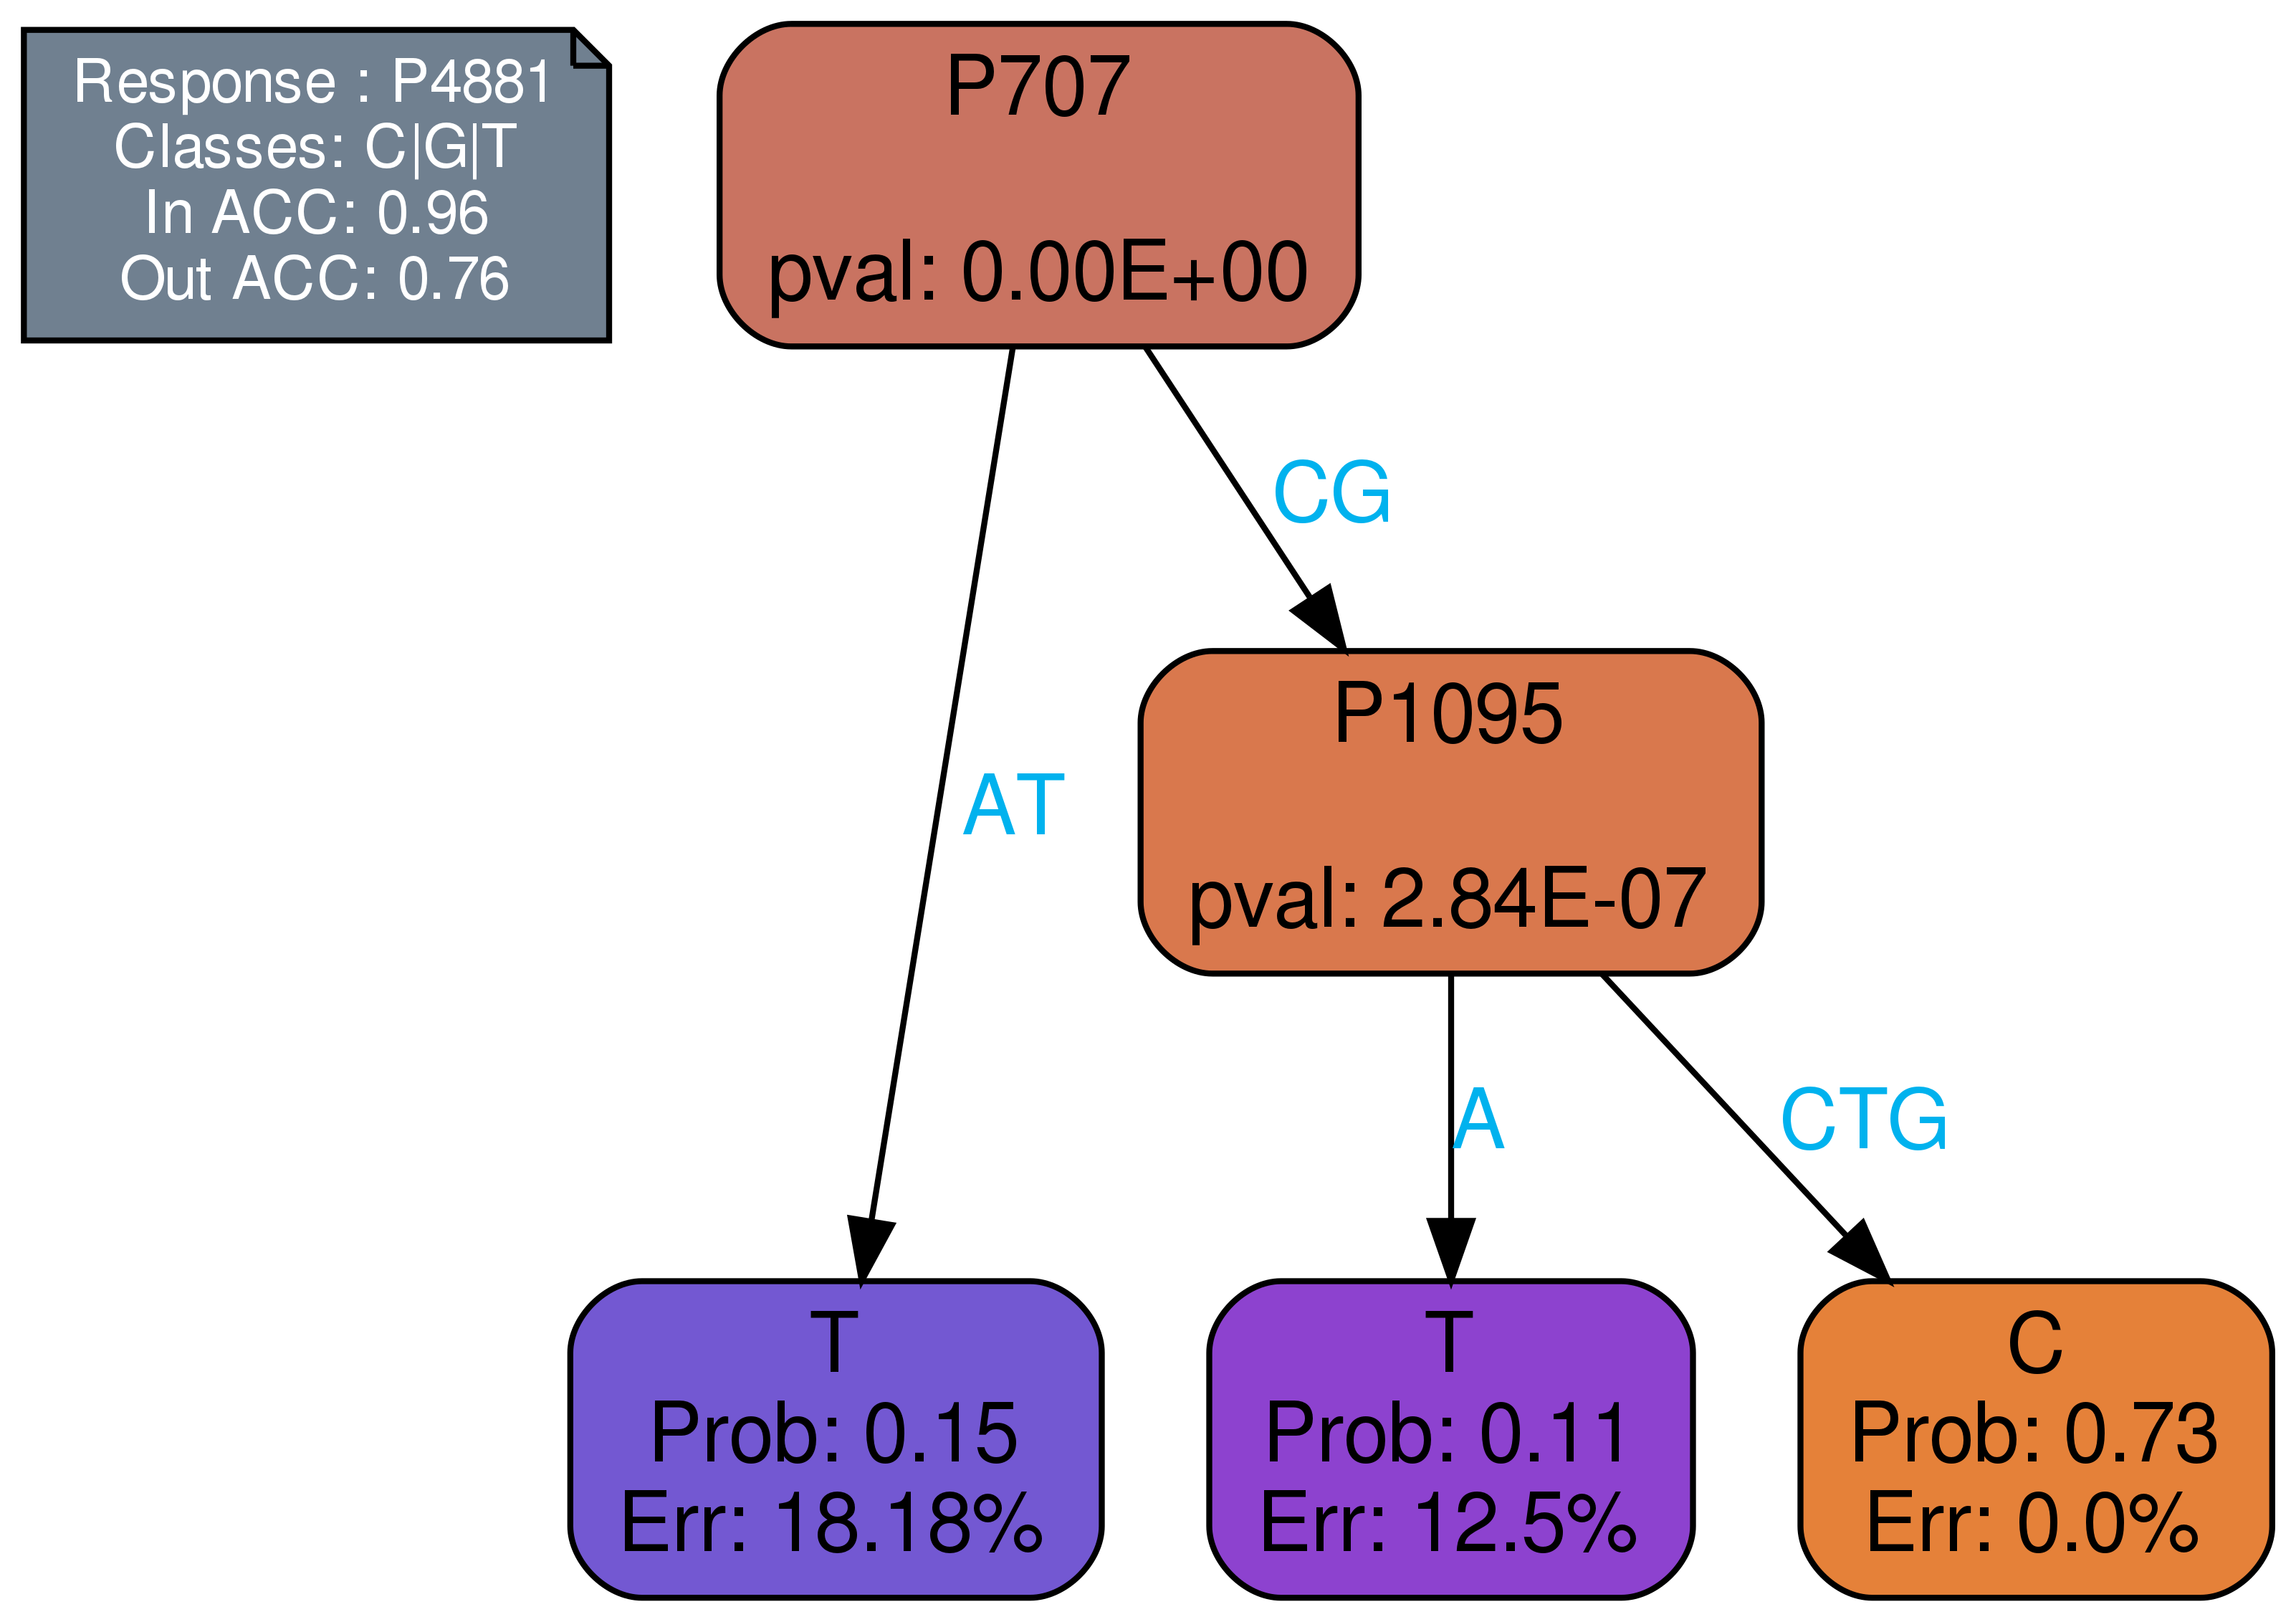 Response : P4881
Classes: C|G|T
In ACC: 0.96
Out ACC: 0.76
P707
pval: 0.00E+00
CG
P1095
pval: 2.84E-07
AT
A
CTG
T
Prob: 0.15
Err: 18.18%
T
Prob: 0.11
Err: 12.5%
C
Prob: 0.73
Err: 0.0%